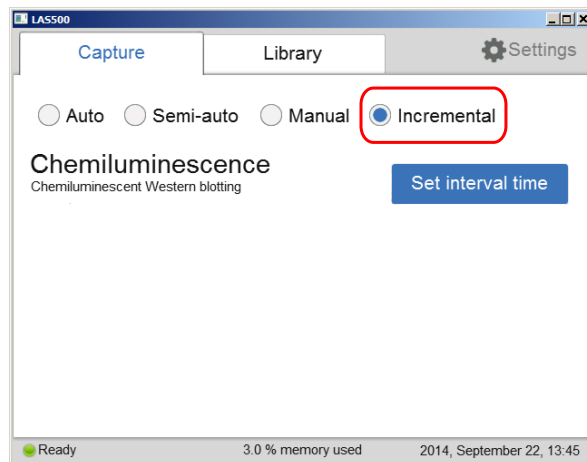 LAS500
Capture Library Settings
Auto Semi-auto Manual Incremental
Chemiluminescence
Chemiluminescent Western blotting
Set interval time
Ready 3.0 % memory used 2014, September 22, 13:45